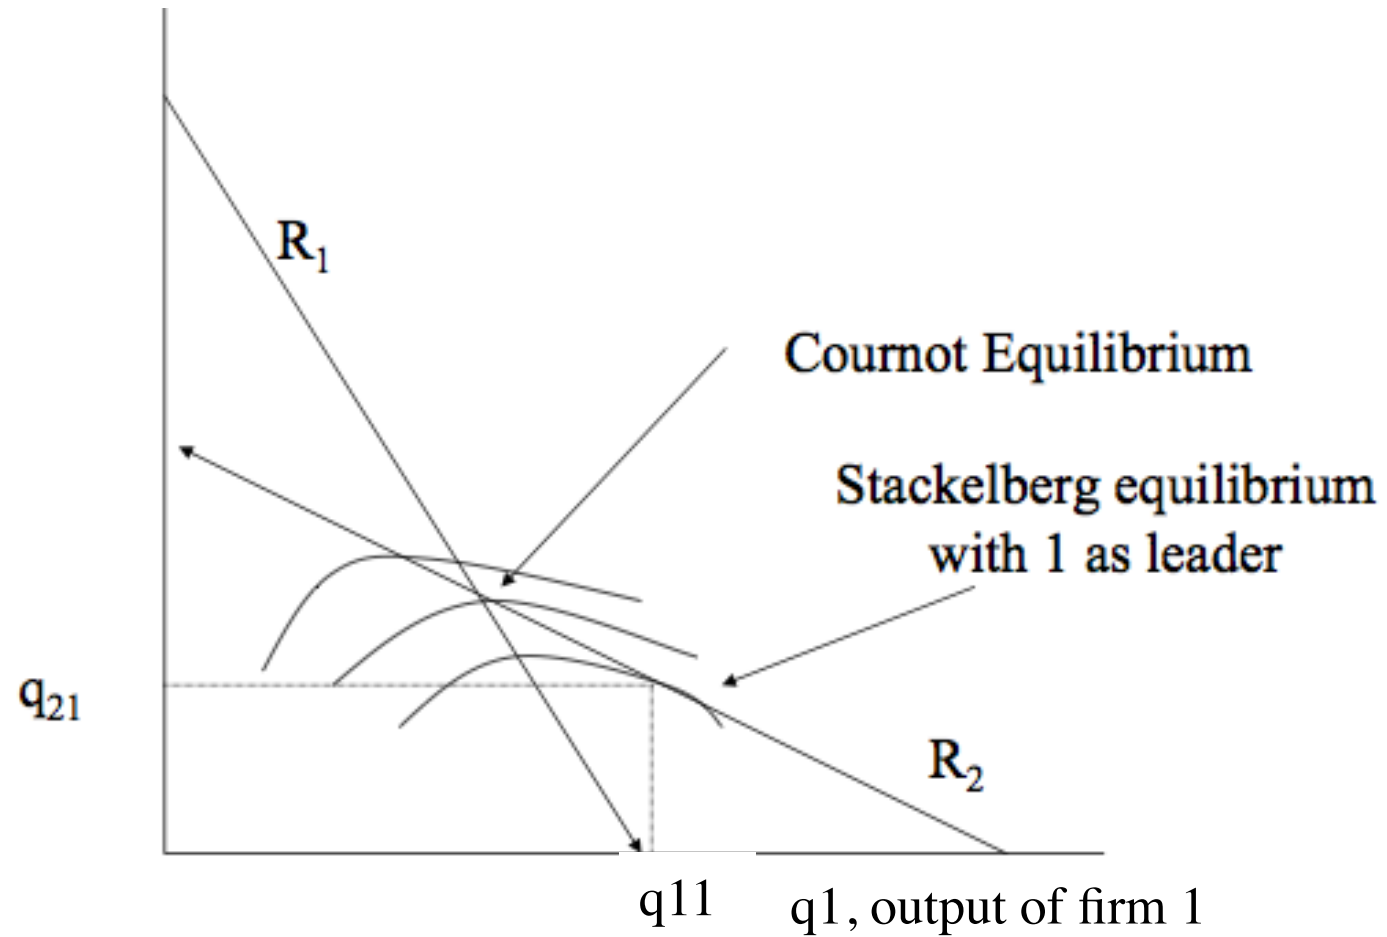 R1
Cournot Equilibrium
Stackelberg equilibrium
with 1 as leader
q21
R2
q11
q1, output of firm 1